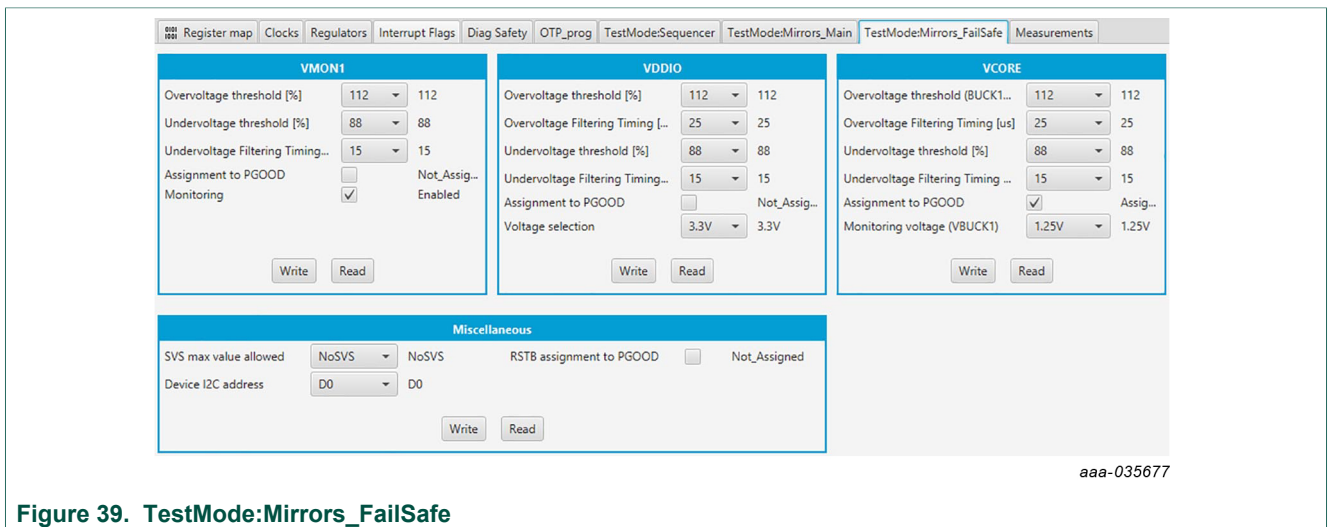 Register map Clocks Regulators Interrupt Flags Diag Safety OTP_prog TestMode:Sequencer TestMode:Mirrors_Main TestMode:Mirrors_FailSafe Measurements
VMON1
Overvoltage threshold [%] 112 112
Undervoltage threshold [%] 88 88
Undervoltage Filtering Timing... 15 15
Assignment to PGOOD Not_Assig...
Monitoring Enabled
Write Read
VDDIO
Overvoltage threshold [%] 112 112
Overvoltage Filtering Timing [... 25 25
Undervoltage threshold [%] 88 88
Undervoltage Filtering Timing... 15 15
Assignment to PGOOD Not_Assig...
Voltage selection 3.3V 3.3V
Write Read
VCORE
Overvoltage threshold (BUCK1... 112 112
Overvoltage Filtering Timing [us] 25 25
Undervoltage threshold [%] 88 88
Undervoltage Filtering Timing ... 15 15
Assignment to PGOOD Assig...
Monitoring voltage (VBUCK1) 1.25V 1.25V
Write Read
Miscellaneous
SVS max value allowed NoSVS NoSVS RSTB assignment to PGOOD Not_Assigned
Device I2C address D0 D0
Write Read
aaa-035677
Figure 39. TestMode:Mirrors_FailSafe